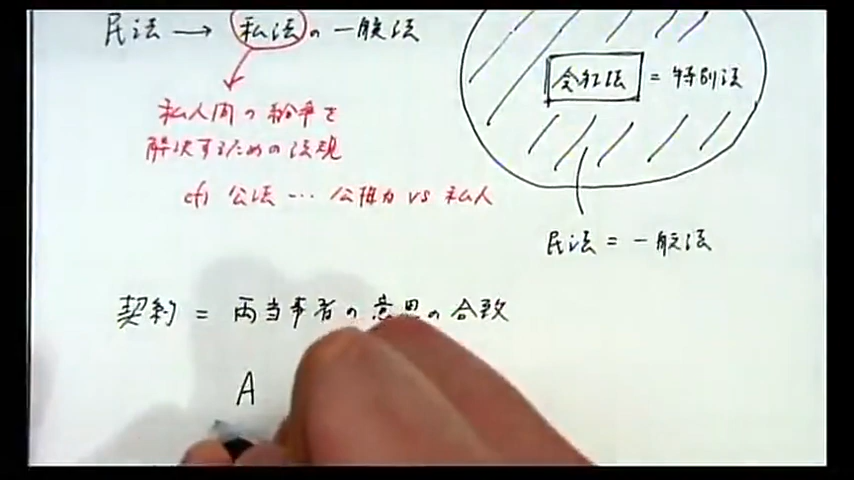 民法 → 私法の一般法
私人間の紛争を
解決するための法規
cf) 公法 … 公権力 vs 私人
会社法 = 特別法
民法 = 一般法
契約 = 両当事者の意思の合致
A